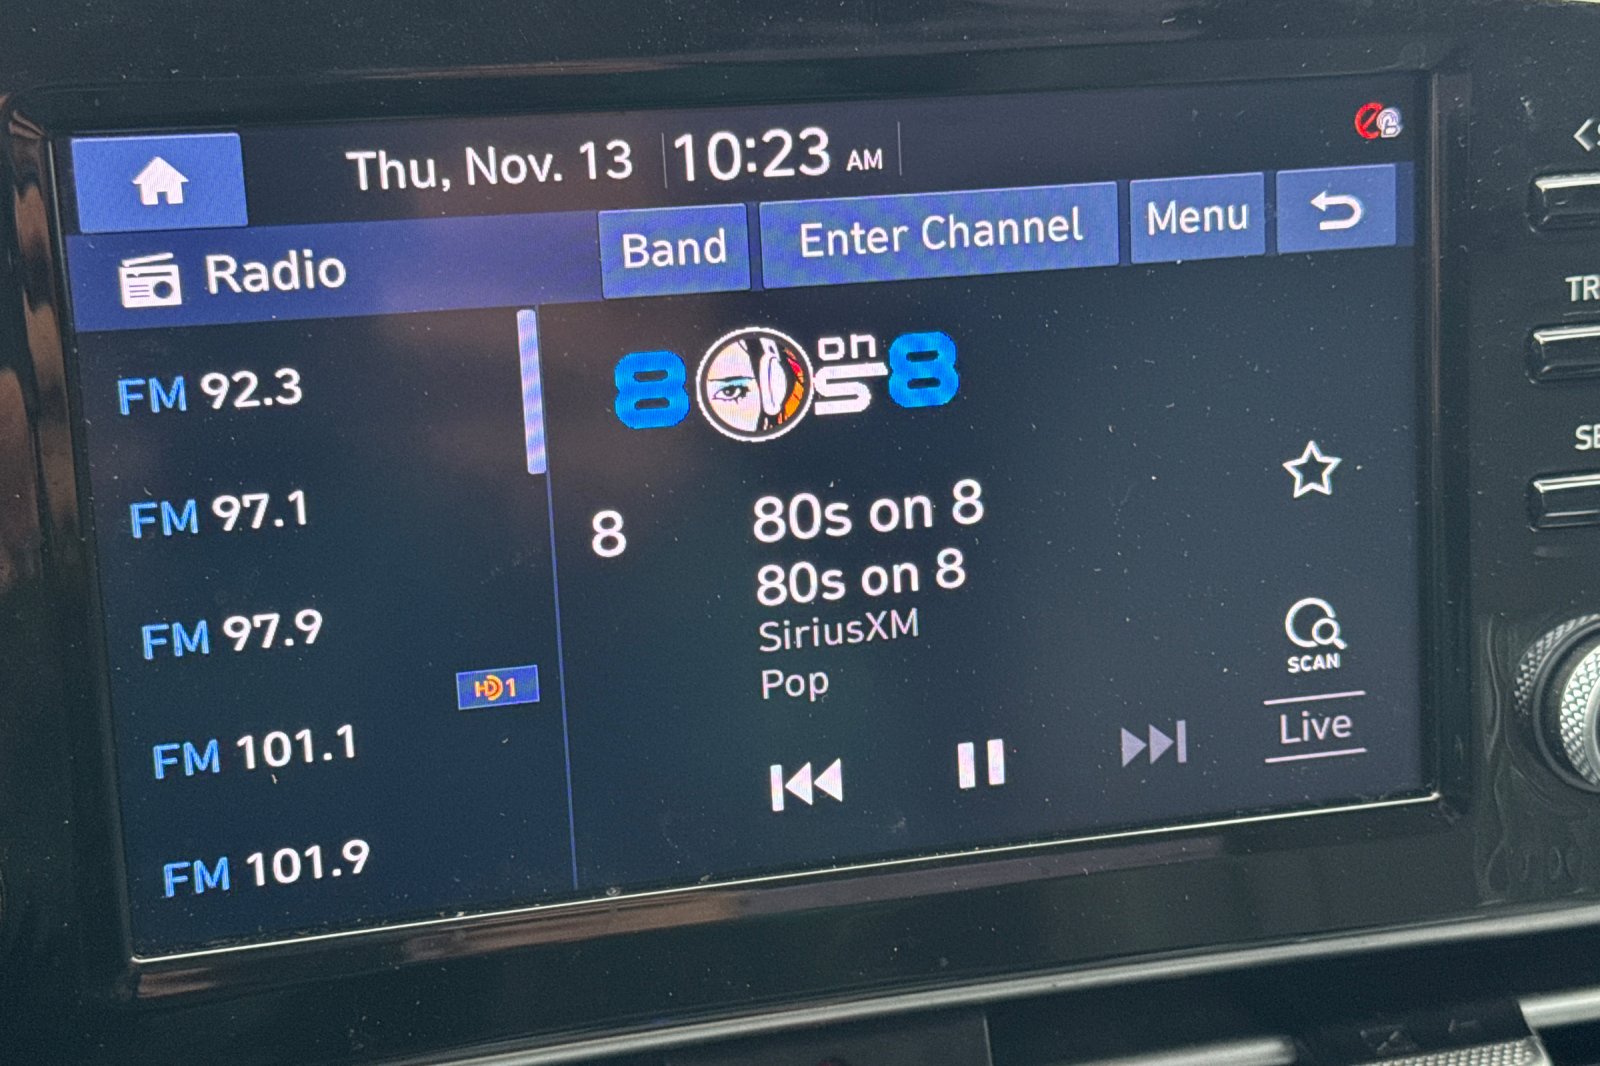 Thu, Nov. 13 10:23 AM
Radio Band Enter Channel Menu
FM 92.3
FM 97.1
FM 97.9
HD1
FM 101.1
FM 101.9
80s on 8
8 80s on 8
80s on 8
SiriusXM
Pop
SCAN
Live
TR
SE